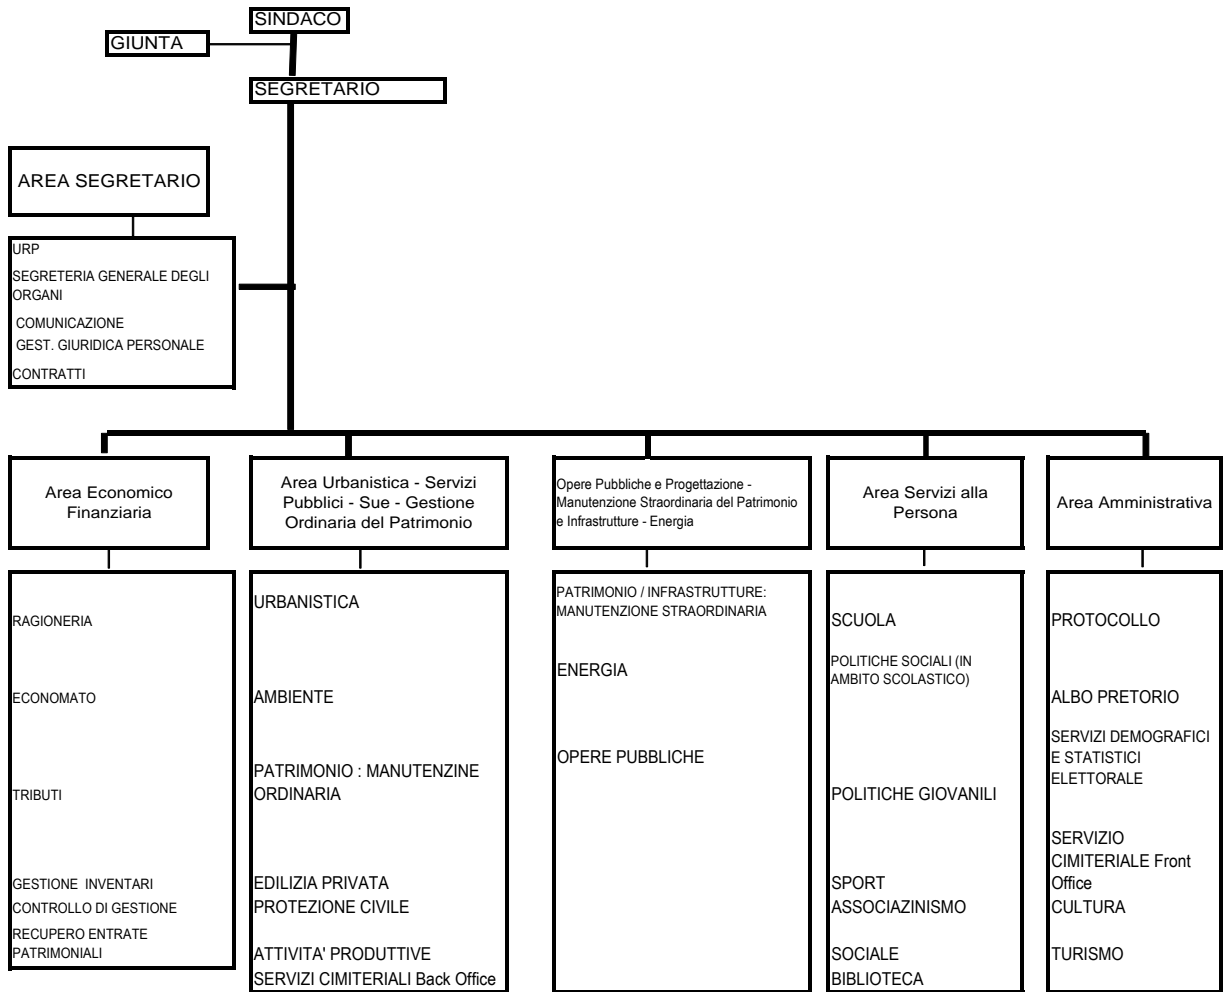 SINDACO
GIUNTA
SEGRETARIO
AREA SEGRETARIO
URP
SEGRETERIA GENERALE DEGLI
ORGANI
COMUNICAZIONE
GEST. GIURIDICA PERSONALE
CONTRATTI
Area Economico
Finanziaria
Area Urbanistica - Servizi
Pubblici - Sue - Gestione
Ordinaria del Patrimonio
Opere Pubbliche e Progettazione -
Manutenzione Straordinaria del Patrimonio
e Infrastrutture - Energia
Area Servizi alla
Persona
Area Amministrativa
RAGIONERIA
ECONOMATO
TRIBUTI
GESTIONE INVENTARI
CONTROLLO DI GESTIONE
RECUPERO ENTRATE
PATRIMONIALI
URBANISTICA
AMBIENTE
PATRIMONIO : MANUTENZINE
ORDINARIA
EDILIZIA PRIVATA
PROTEZIONE CIVILE
ATTIVITA' PRODUTTIVE
SERVIZI CIMITERIALI Back Office
PATRIMONIO / INFRASTRUTTURE:
MANUTENZIONE STRAORDINARIA
ENERGIA
OPERE PUBBLICHE
SCUOLA
POLITICHE SOCIALI (IN
AMBITO SCOLASTICO)
POLITICHE GIOVANILI
SPORT
ASSOCIAZINISMO
SOCIALE
BIBLIOTECA
PROTOCOLLO
ALBO PRETORIO
SERVIZI DEMOGRAFICI
E STATISTICI
ELETTORALE
SERVIZIO
CIMITERIALE Front
Office
CULTURA
TURISMO